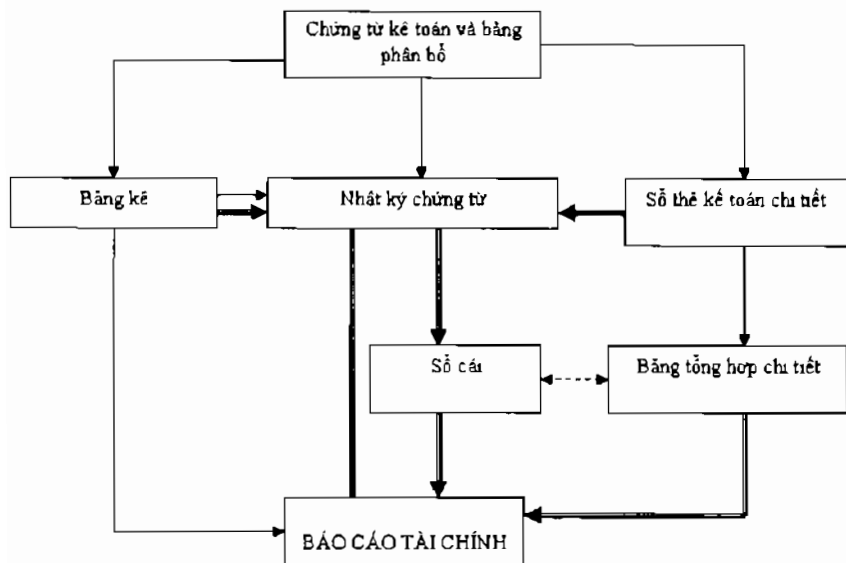 Chứng từ kế toán và bảng
phân bổ
Bảng kê
Nhật ký chứng từ
Sổ thẻ kế toán chi tiết
Sổ cái
Bảng tổng hợp chi tiết
BÁO CÁO TÀI CHÍNH